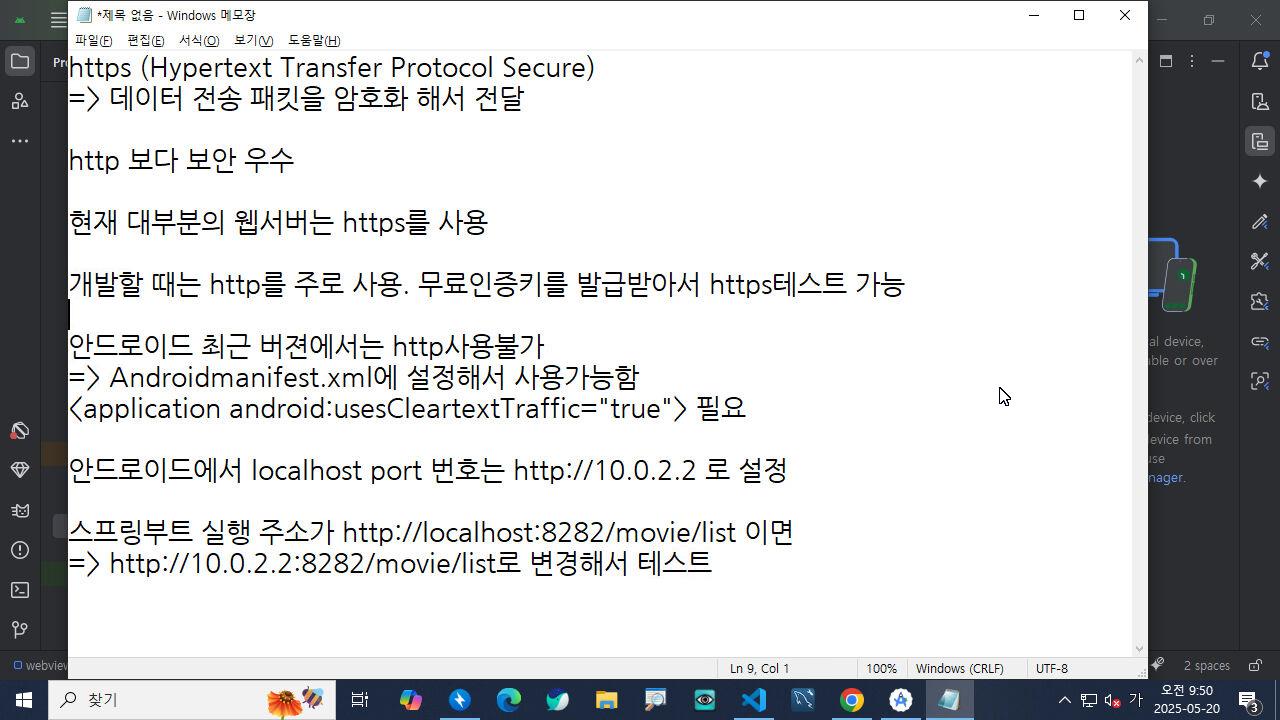 *제목 없음 - Windows 메모장
파일(F) 편집(E) 서식(O) 보기(V) 도움말(H)
Pro
https (Hypertext Transfer Protocol Secure)
=> 데이터 전송 패킷을 암호화 해서 전달
http 보다 보안 우수
현재 대부분의 웹서버는 https를 사용
개발할 때는 http를 주로 사용. 무료인증키를 발급받아서 https테스트 가능
안드로이드 최근 버젼에서는 http사용불가
=> Androidmanifest.xml에 설정해서 사용가능함
<application android:usesCleartextTraffic="true"> 필요
안드로이드에서 localhost port 번호는 http://10.0.2.2 로 설정
스프링부트 실행 주소가 http://localhost:8282/movie/list 이면
=> http://10.0.2.2:8282/movie/list로 변경해서 테스트
al device,
able or over
device, click
device from
use
nager.
Ln 9, Col 1 100% Windows (CRLF) UTF-8
webview
2 spaces
찾기
가
오전 9:50
2025-05-20
3